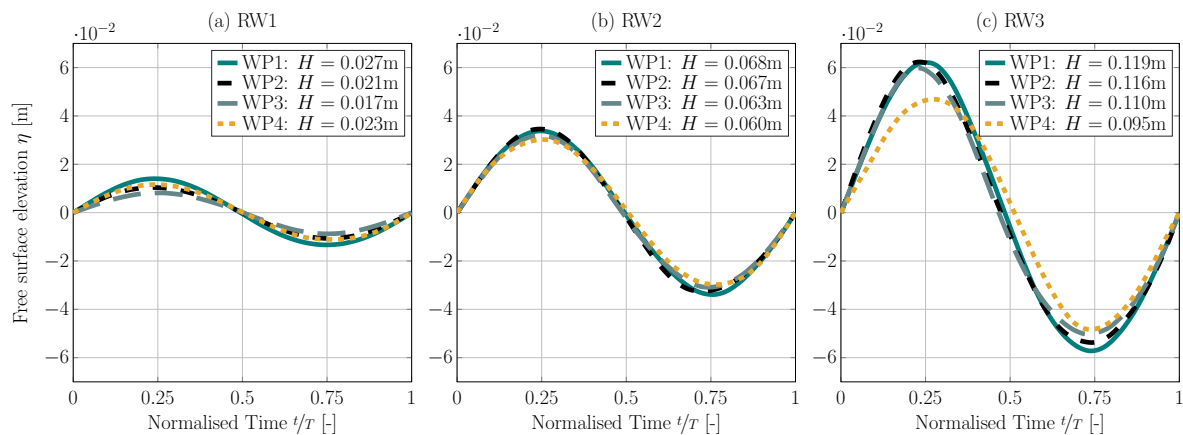 (a) RW1
·10⁻²
WP1: H = 0.027m
WP2: H = 0.021m
WP3: H = 0.017m
WP4: H = 0.023m
6
4
2
0
−2
−4
−6
0
0.25
0.5
0.75
1
Free surface elevation η [m]
Normalised Time t/T [-]
(b) RW2
·10⁻²
WP1: H = 0.068m
WP2: H = 0.067m
WP3: H = 0.063m
WP4: H = 0.060m
6
4
2
0
−2
−4
−6
0
0.25
0.5
0.75
1
Normalised Time t/T [-]
(c) RW3
·10⁻²
WP1: H = 0.119m
WP2: H = 0.116m
WP3: H = 0.110m
WP4: H = 0.095m
6
4
2
0
−2
−4
−6
0
0.25
0.5
0.75
1
Normalised Time t/T [-]